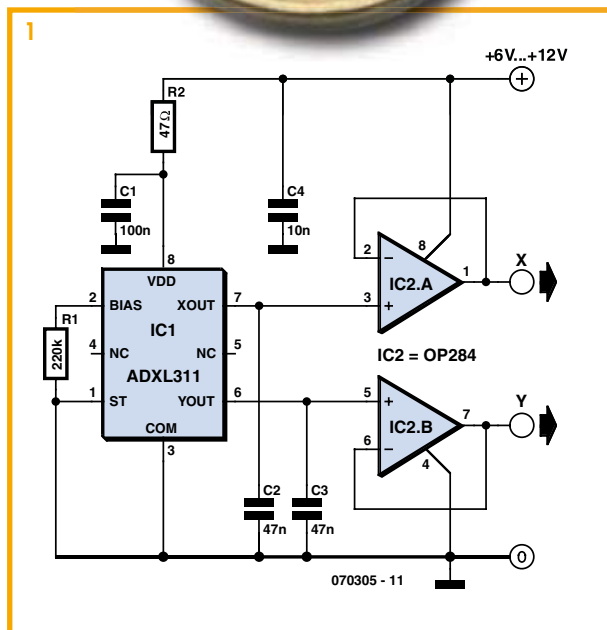 1
+6V...+12V
R2
47Ω
C1
100n
C4
10n
8
VDD
2
BIAS
XOUT
7
R1
220k
IC1
4
NC
NC
5
ADXL311
1
ST
YOUT
6
COM
3
2
8
1
X
IC2.A
3
IC2 = OP284
5
7
Y
IC2.B
6
4
C2
47n
C3
47n
0
070305 - 11